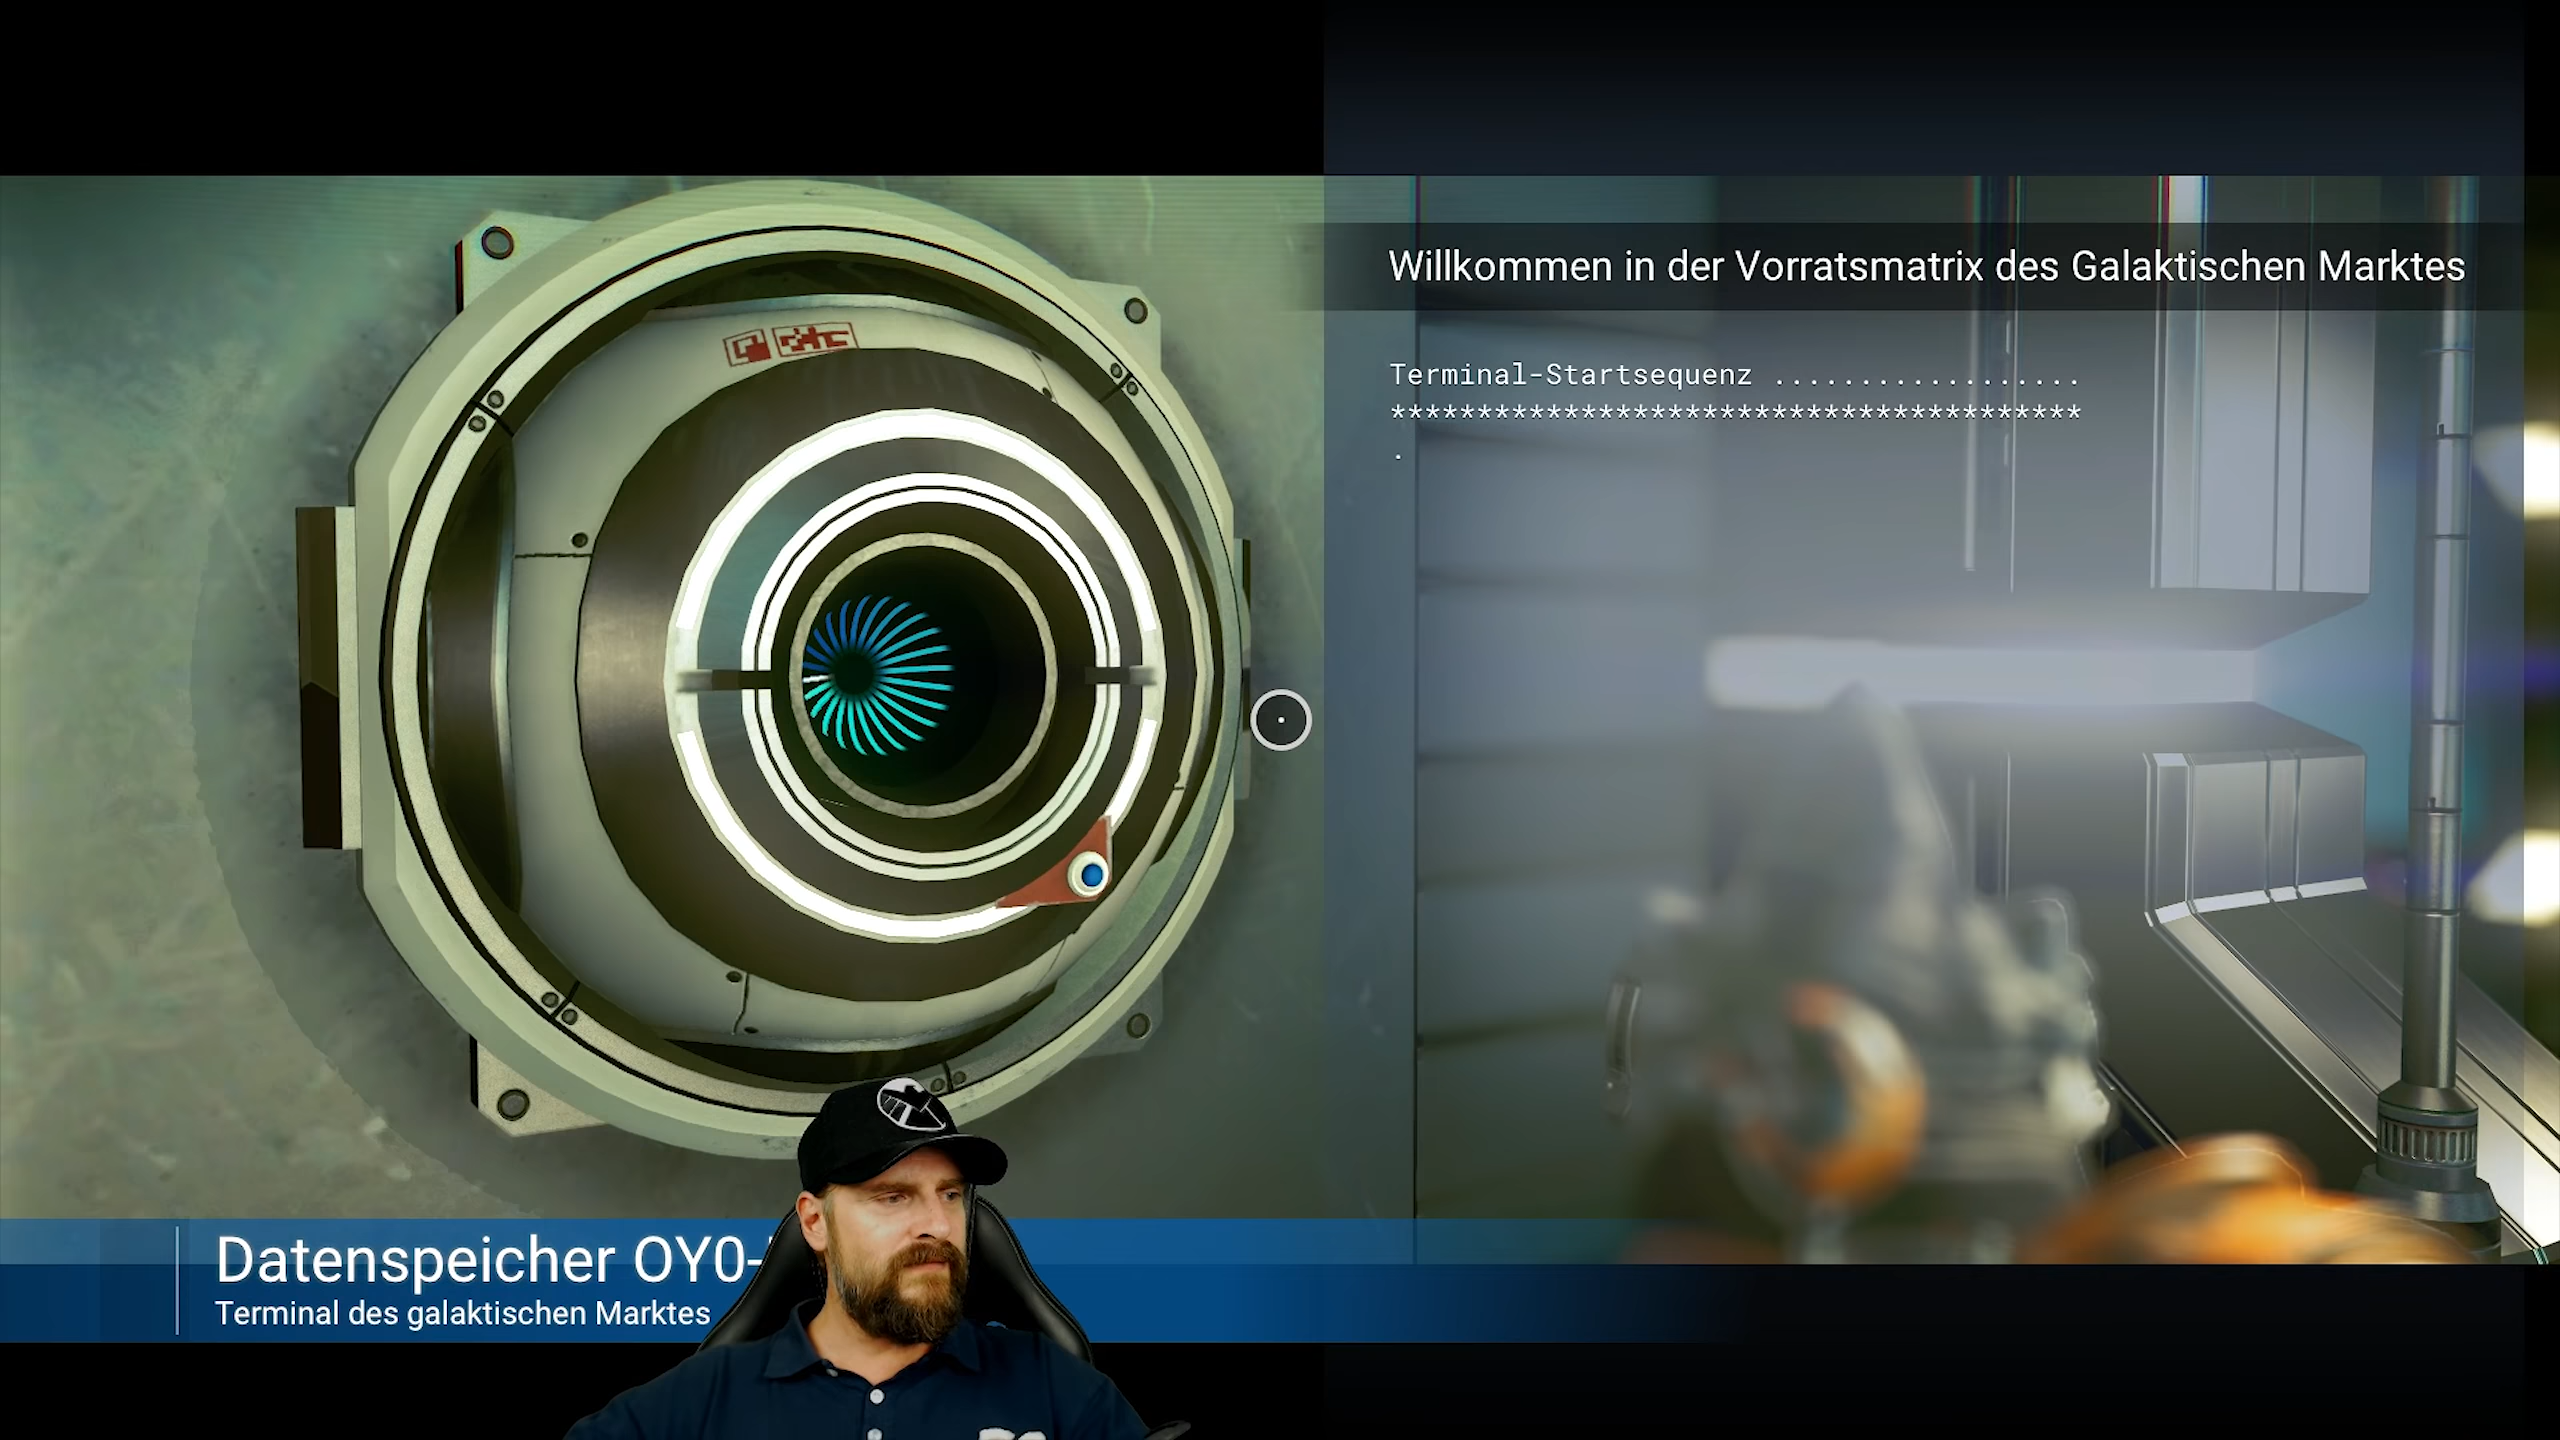 Willkommen in der Vorratsmatrix des Galaktischen Marktes
Terminal-Startsequenz ..................
****************************************
.
Datenspeicher OY0-
Terminal des galaktischen Marktes